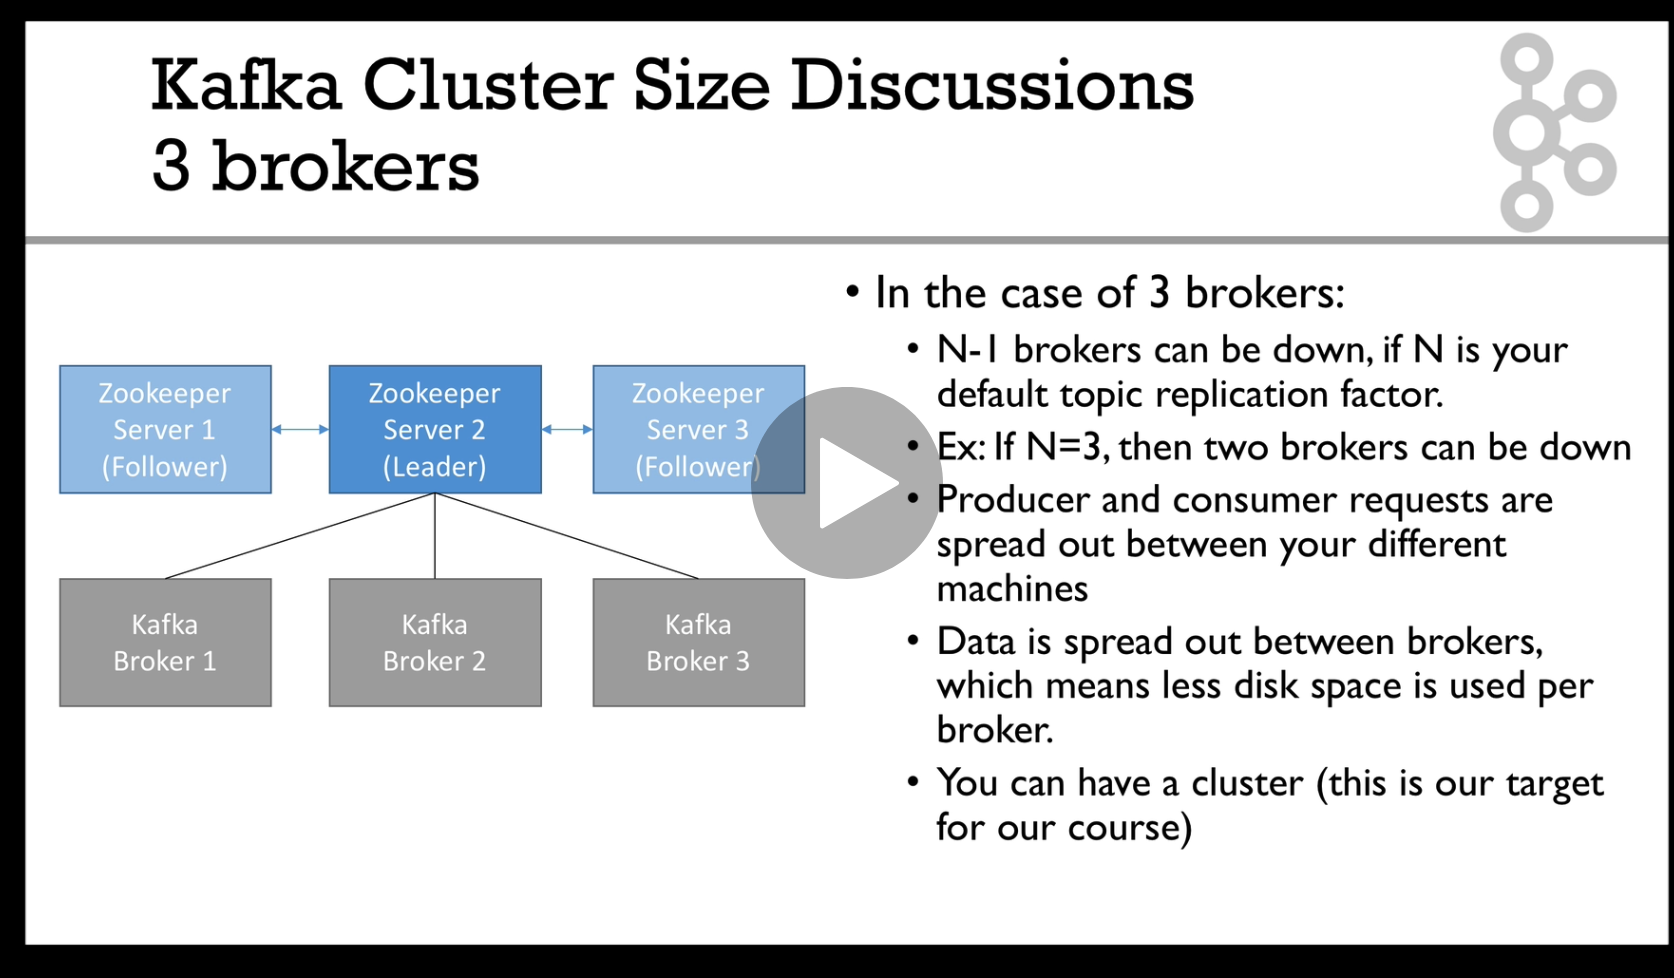 Kafka Cluster Size Discussions
3 brokers
Zookeeper
Server 1
(Follower)
Zookeeper
Server 2
(Leader)
Zookeeper
Server 3
(Follower)
Kafka
Broker 1
Kafka
Broker 2
Kafka
Broker 3
• In the case of 3 brokers:
• N-1 brokers can be down, if N is your
default topic replication factor.
• Ex: If N=3, then two brokers can be down
• Producer and consumer requests are
spread out between your different
machines
• Data is spread out between brokers,
which means less disk space is used per
broker.
• You can have a cluster (this is our target
for our course)